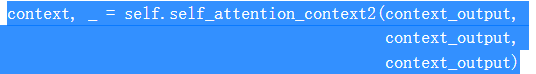 context, _ = self.self_attention_context2(context_output,
context_output,
context_output)